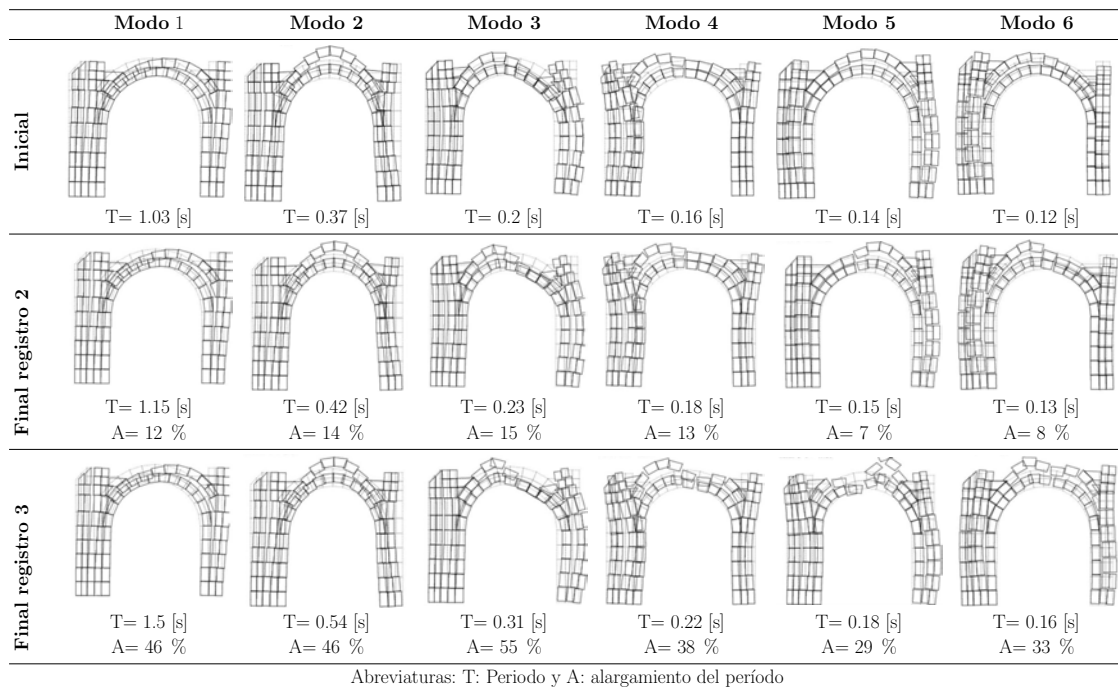 Modo 1 Modo 2 Modo 3 Modo 4 Modo 5 Modo 6
Inicial
T= 1.03 [s] T= 0.37 [s] T= 0.2 [s] T= 0.16 [s] T= 0.14 [s] T= 0.12 [s]
Final registro 2
T= 1.15 [s] T= 0.42 [s] T= 0.23 [s] T= 0.18 [s] T= 0.15 [s] T= 0.13 [s]
A= 12 % A= 14 % A= 15 % A= 13 % A= 7 % A= 8 %
Final registro 3
T= 1.5 [s] T= 0.54 [s] T= 0.31 [s] T= 0.22 [s] T= 0.18 [s] T= 0.16 [s]
A= 46 % A= 46 % A= 55 % A= 38 % A= 29 % A= 33 %
Abreviaturas: T: Periodo y A: alargamiento del período